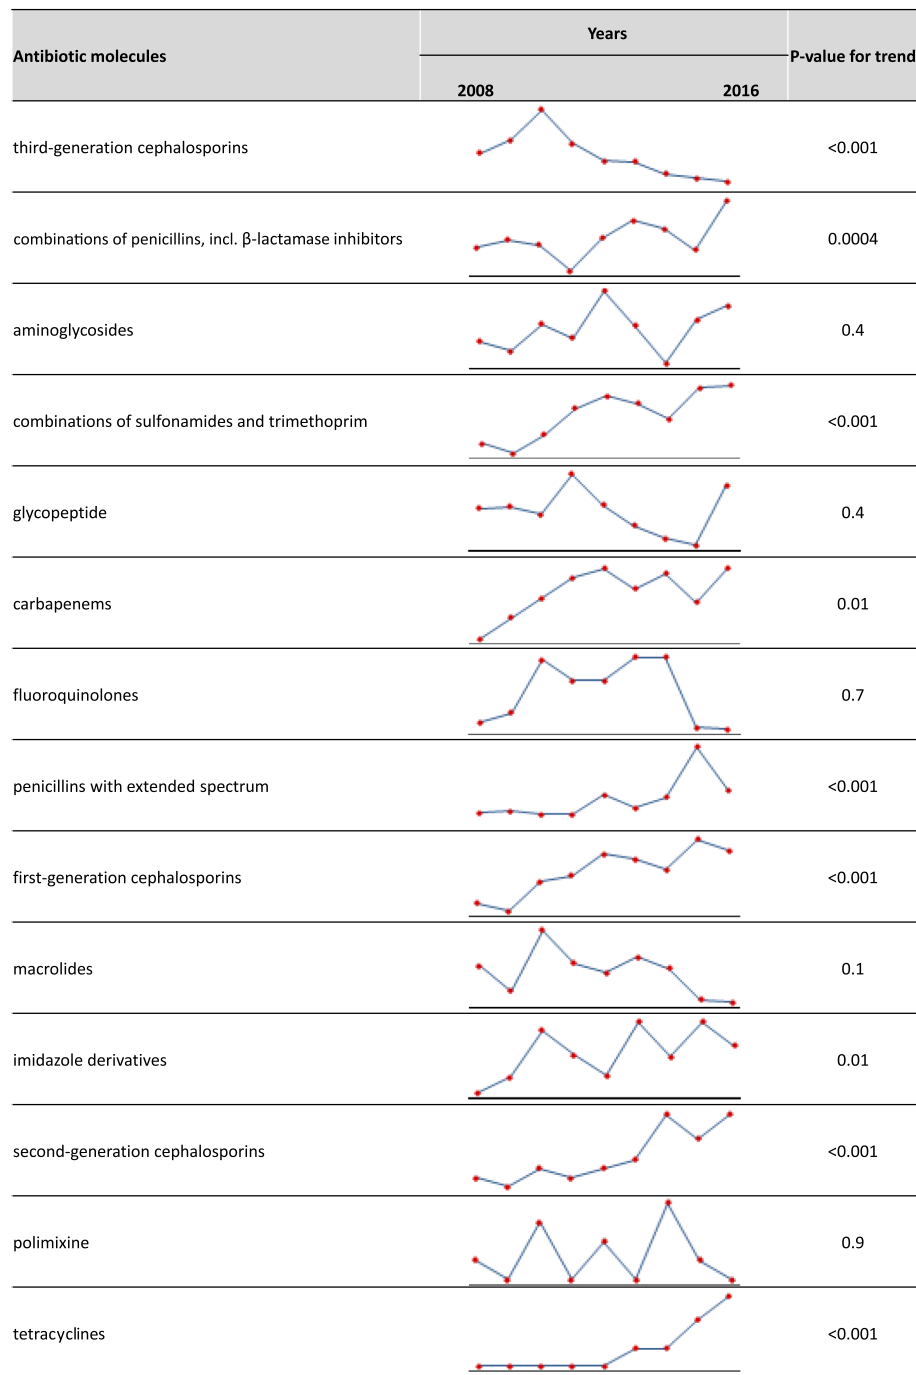 Years
Antibiotic molecules P-value for trend
2008 2016
third-generation cephalosporins <0.001
combinations of penicillins, incl. β-lactamase inhibitors 0.0004
aminoglycosides 0.4
combinations of sulfonamides and trimethoprim <0.001
glycopeptide 0.4
carbapenems 0.01
fluoroquinolones 0.7
penicillins with extended spectrum <0.001
first-generation cephalosporins <0.001
macrolides 0.1
imidazole derivatives 0.01
second-generation cephalosporins <0.001
polimixine 0.9
tetracyclines <0.001